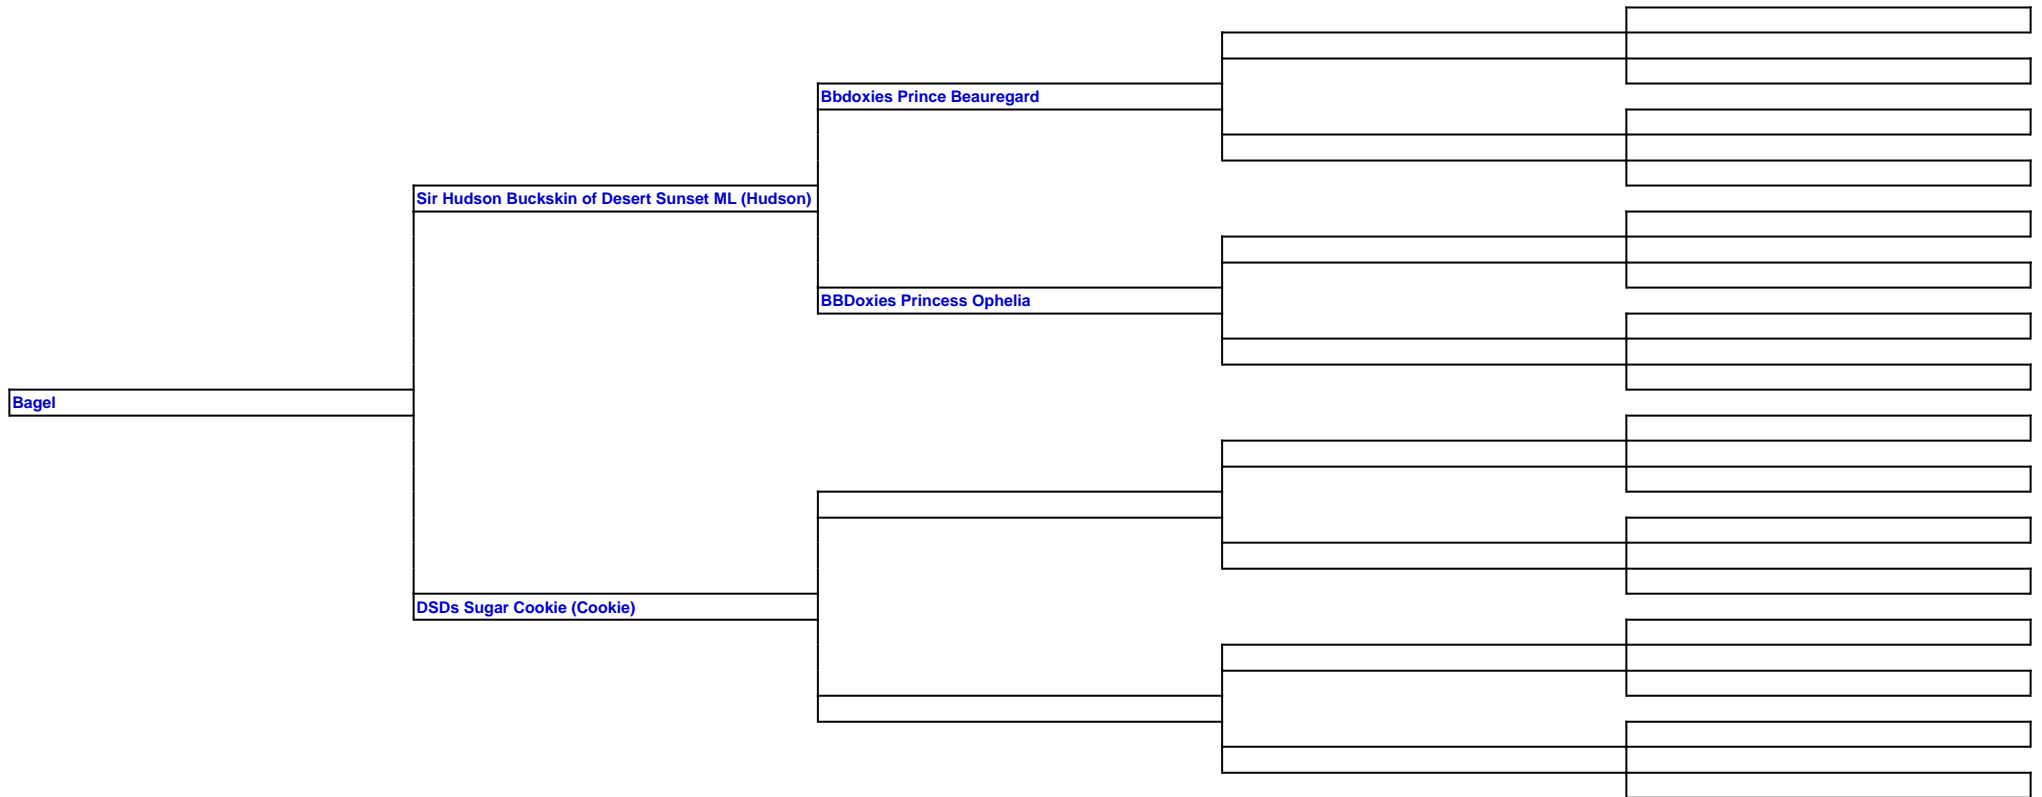 Bbdoxies Prince Beauregard
Sir Hudson Buckskin of Desert Sunset ML (Hudson)
BBDoxies Princess Ophelia
Bagel
DSDs Sugar Cookie (Cookie)